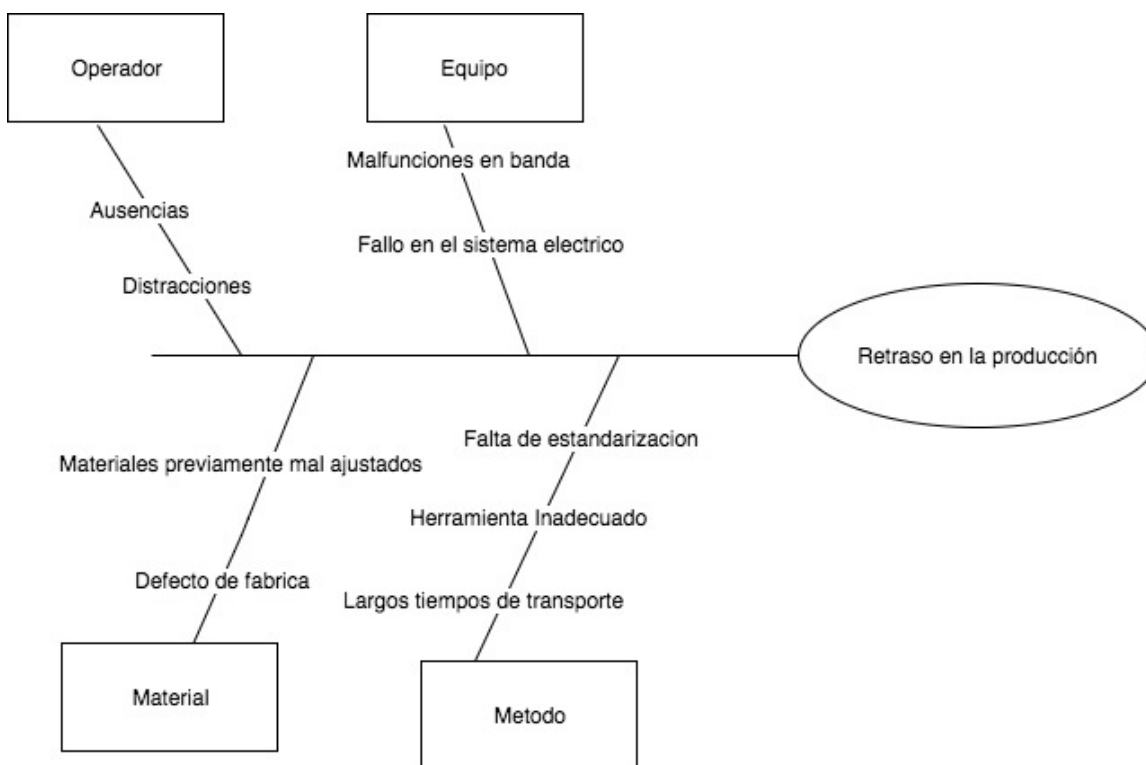 Operador
Equipo
Malfunciones en banda
Ausencias
Fallo en el sistema electrico
Distracciones
Retraso en la producción
Falta de estandarizacion
Materiales previamente mal ajustados
Herramienta Inadecuado
Defecto de fabrica
Largos tiempos de transporte
Material
Metodo